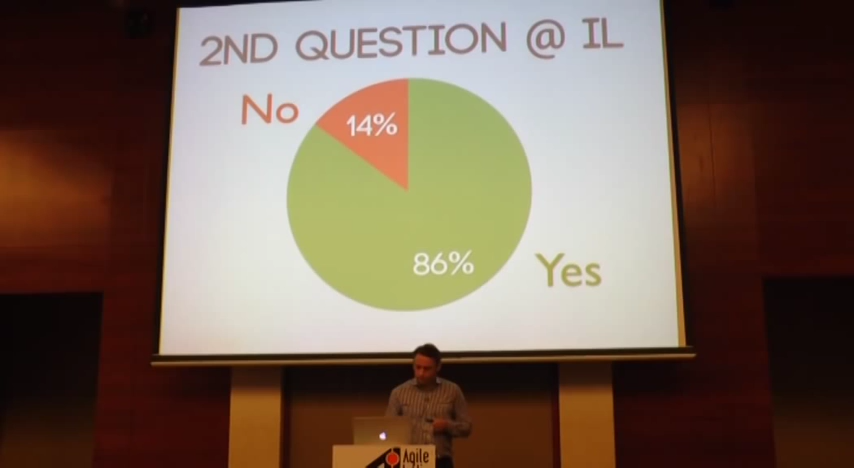 2ND QUESTION @ IL
No
14%
86%
Yes
Agile